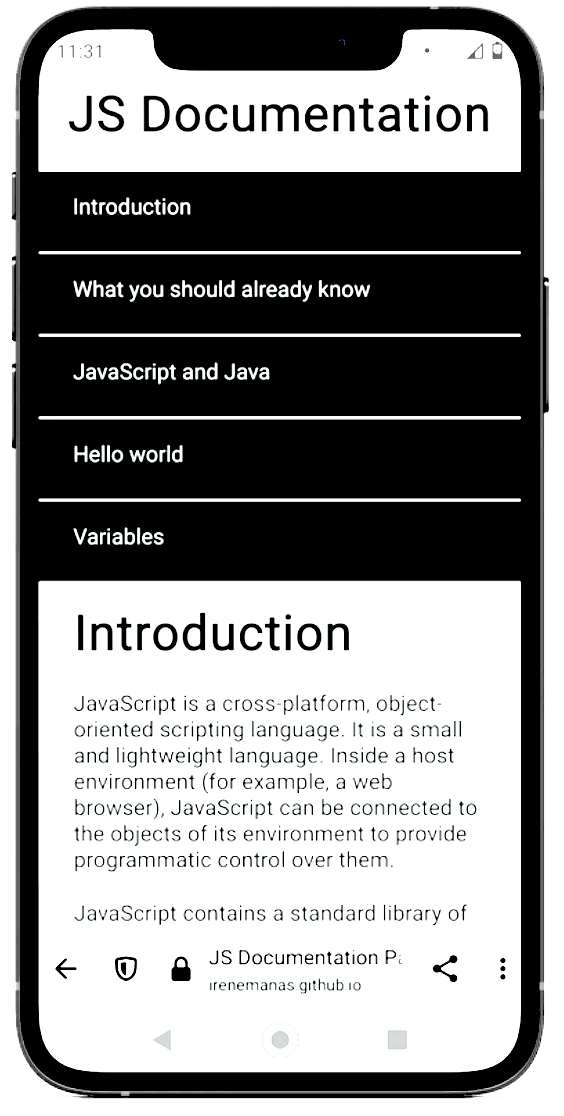 11:31
JS Documentation
Introduction
What you should already know
JavaScript and Java
Hello world
Variables
Introduction
JavaScript is a cross-platform, object-
oriented scripting language. It is a small
and lightweight language. Inside a host
environment (for example, a web
browser), JavaScript can be connected to
the objects of its environment to provide
programmatic control over them.
JavaScript contains a standard library of
JS Documentation Pa
irenemanas.github.io